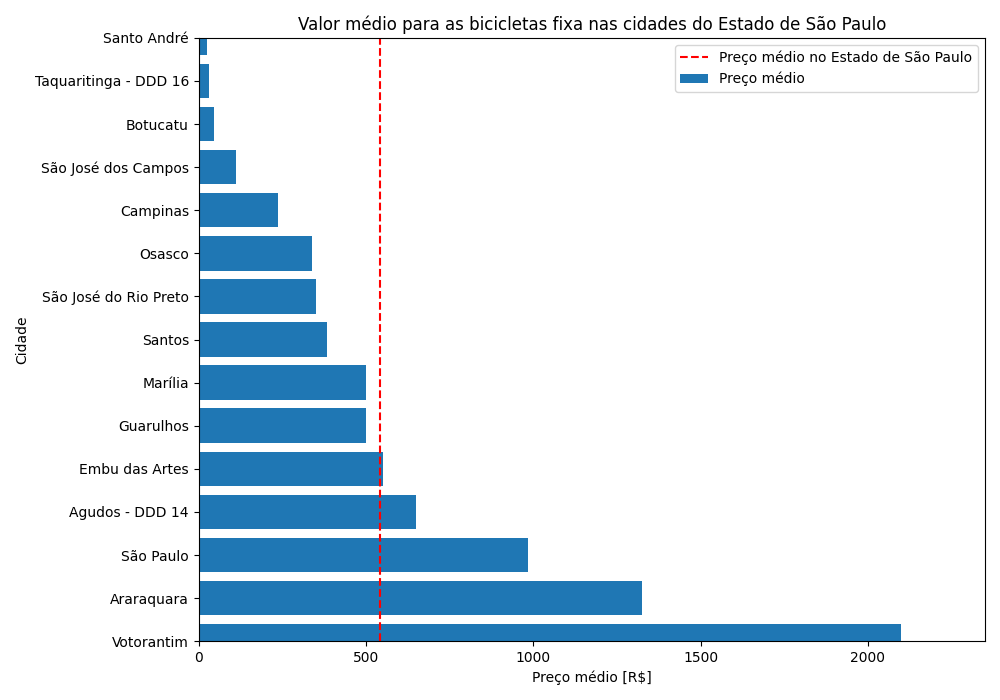 Valor médio para as bicicletas fixa nas cidades do Estado de São Paulo
Preço médio no Estado de São Paulo
Preço médio
Cidade
Santo André
Taquaritinga - DDD 16
Botucatu
São José dos Campos
Campinas
Osasco
São José do Rio Preto
Santos
Marília
Guarulhos
Embu das Artes
Agudos - DDD 14
São Paulo
Araraquara
Votorantim
0 500 1000 1500 2000
Preço médio [R$]